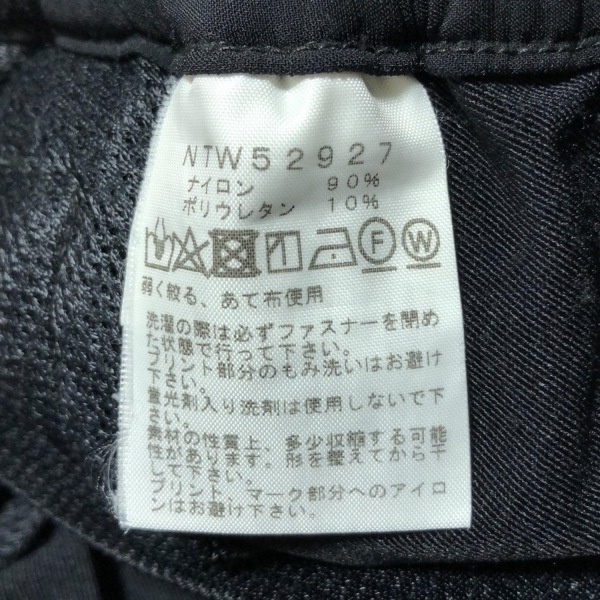 NTW52927
ナイロン 90%
ポリウレタン 10%
F W
弱く絞る、あて布使用
洗濯の際は必ずファスナーを閉め
た状態で行って下さい。
プリント部分のもみ洗いはお避け
下さい。
蛍光剤入り洗剤は使用しないで下
さい。
素材の性質上、多少収縮する可能
性があります。形を整えてから干
して下さい。
プリント、マーク部分へのアイロ
ンはお避け下さい。